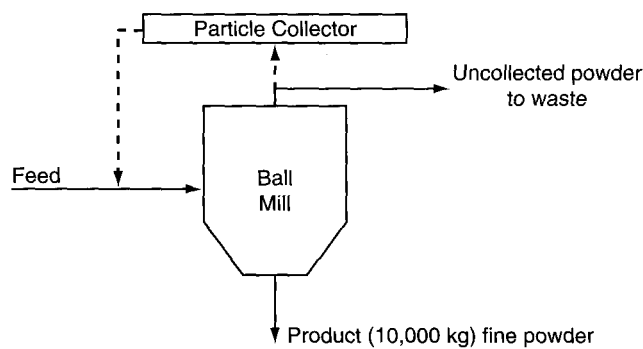 Particle Collector
Uncollected powder
to waste
Feed
Ball
Mill
Product (10,000 kg) fine powder